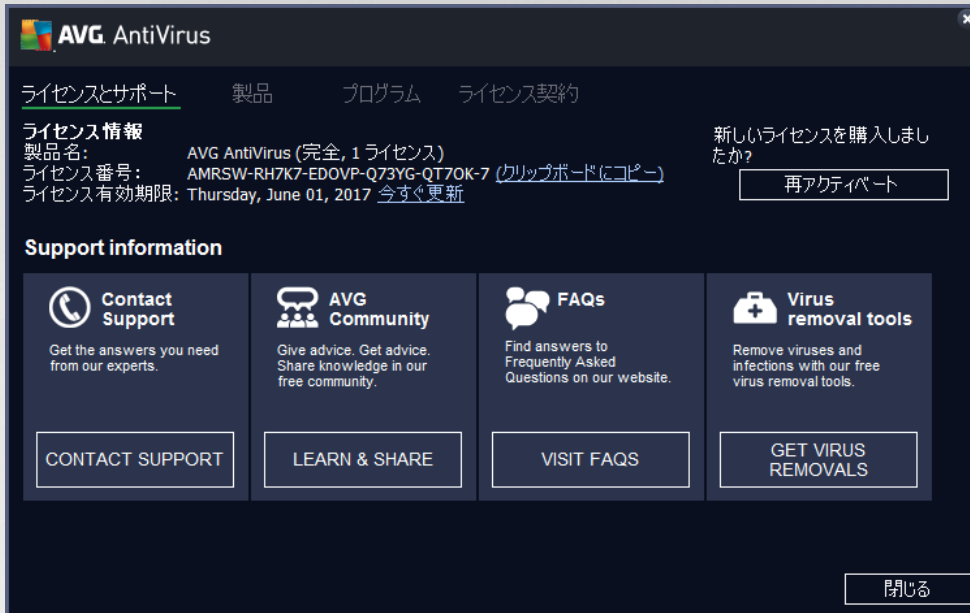 AVG. AntiVirus
ライセンスとサポート 製品 プログラム ライセンス契約
ライセンス情報
製品名: AVG AntiVirus (完全, 1 ライセンス)
ライセンス番号: AMRSW-RH7K7-EDOVP-Q73YG-QT7OK-7 (クリップボードにコピー)
ライセンス有効期限: Thursday, June 01, 2017 今すぐ更新
新しいライセンスを購入しまし
たか?
再アクティベート
Support information
Contact
Support
Get the answers you need
from our experts.
CONTACT SUPPORT
AVG
Community
Give advice. Get advice.
Share knowledge in our
free community.
LEARN & SHARE
FAQs
Find answers to
Frequently Asked
Questions on our website.
VISIT FAQS
Virus
removal tools
Remove viruses and
infections with our free
virus removal tools.
GET VIRUS
REMOVALS
閉じる